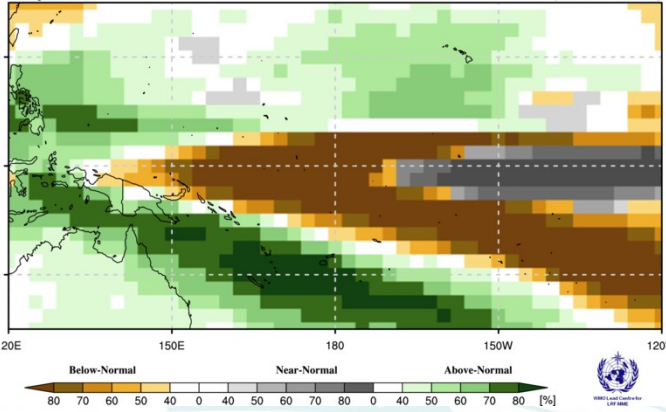 20E 150E 180 150W 120
Below-Normal Near-Normal Above-Normal
80 70 60 50 40 0 40 50 60 70 80 0 40 50 60 70 80 [%]
WMO Lead Centre for
LRF MME